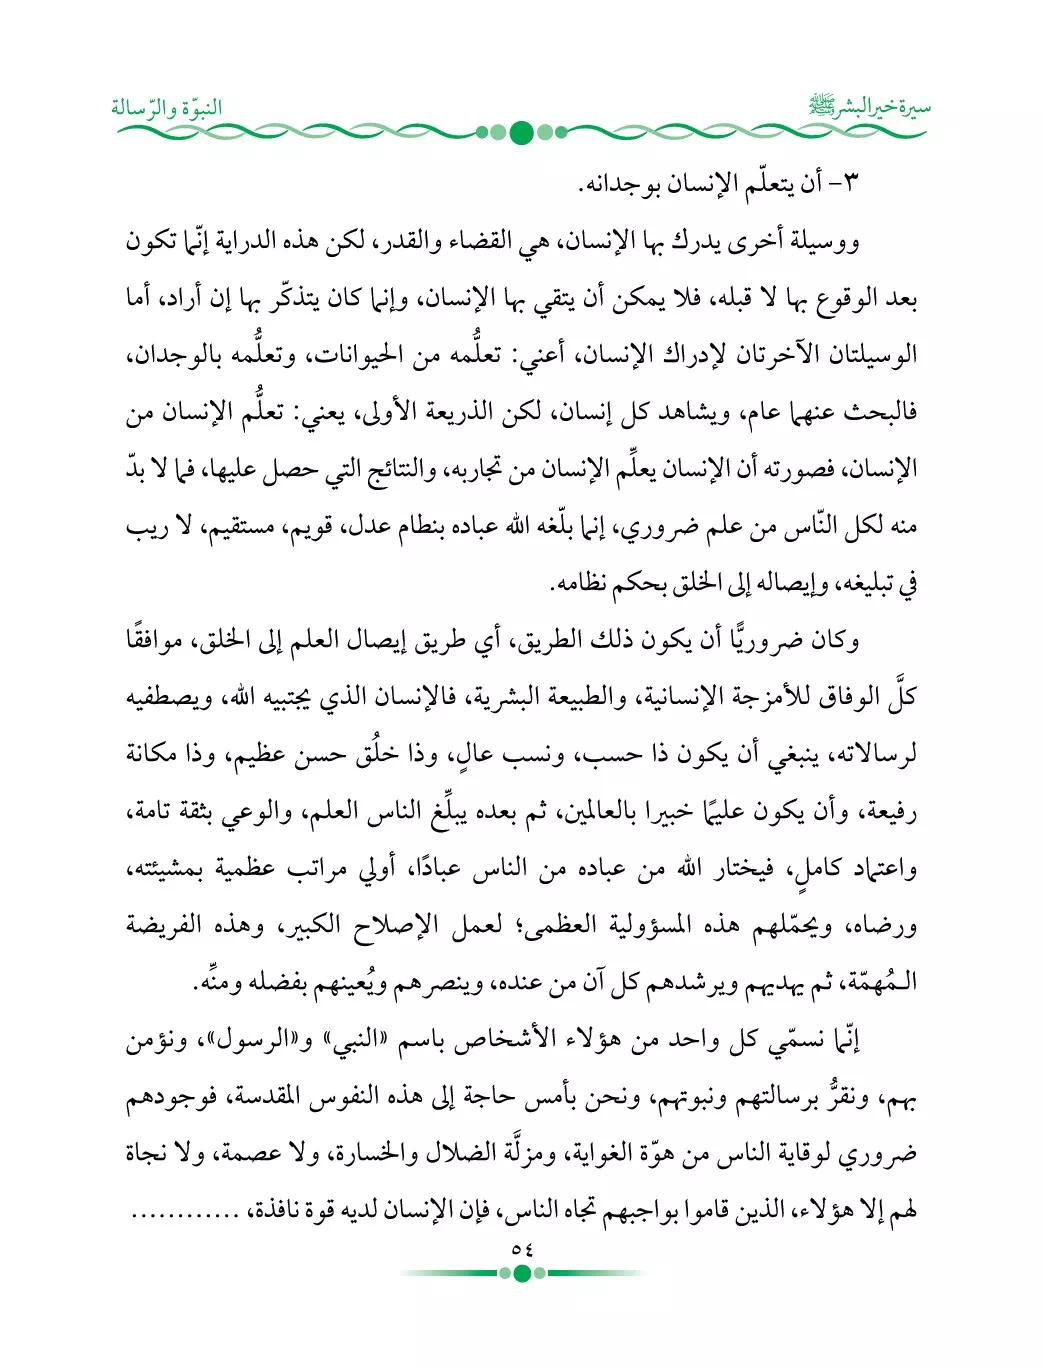 سيرة خير البشر ﷺ
النبوّة والرّسالة
٣- أن يتعلّم الإنسان بوجدانه.
ووسيلة أخرى يدرك بها الإنسان، هي القضاء والقدر، لكن هذه الدراية إنّما تكون
بعد الوقوع بها لا قبله، فلا يمكن أن يتقي بها الإنسان، وإنما كان يتذكّر بها إن أراد، أما
الوسيلتان الآخرتان لإدراك الإنسان، أعني: تعلُّمه من الحيوانات، وتعلُّمه بالوجدان،
فالبحث عنهما عام، ويشاهد كل إنسان، لكن الذريعة الأولى، يعني: تعلُّم الإنسان من
الإنسان، فصورته أن الإنسان يعلِّم الإنسان من تجاربه، والنتائج التي حصل عليها، فما لا بدّ
منه لكل النّاس من علم ضروري، إنما بلّغه الله عباده بنطام عدل، قويم، مستقيم، لا ريب
في تبليغه، وإيصاله إلى الخلق بحكم نظامه.
وكان ضروريًّا أن يكون ذلك الطريق، أي طريق إيصال العلم إلى الخلق، موافقًا
كلَّ الوفاق للأمزجة الإنسانية، والطبيعة البشرية، فالإنسان الذي يجتبيه الله، ويصطفيه
لرسالاته، ينبغي أن يكون ذا حسب، ونسب عالٍ، وذا خلُق حسن عظيم، وذا مكانة
رفيعة، وأن يكون عليمًا خبيرا بالعالمين، ثم بعده يبلِّغ الناس العلم، والوعي بثقة تامة،
واعتماد كاملٍ، فيختار الله من عباده من الناس عبادًا، أولي مراتب عظمية بمشيئته،
ورضاه، ويحمّلهم هذه المسؤولية العظمى؛ لعمل الإصلاح الكبير، وهذه الفريضة
الـمُهمّة، ثم يهديهم ويرشدهم كل آن من عنده، وينصرهم ويُعينهم بفضله ومنِّه.
إنّما نسمّي كل واحد من هؤلاء الأشخاص باسم «النبي» و«الرسول»، ونؤمن
بهم، ونقرُّ برسالتهم ونبوتهم، ونحن بأمس حاجة إلى هذه النفوس المقدسة، فوجودهم
ضروري لوقاية الناس من هوّة الغواية، ومزلَّة الضلال والخسارة، ولا عصمة، ولا نجاة
لهم إلا هؤلاء، الذين قاموا بواجبهم تجاه الناس، فإن الإنسان لديه قوة نافذة، ............
٥٤